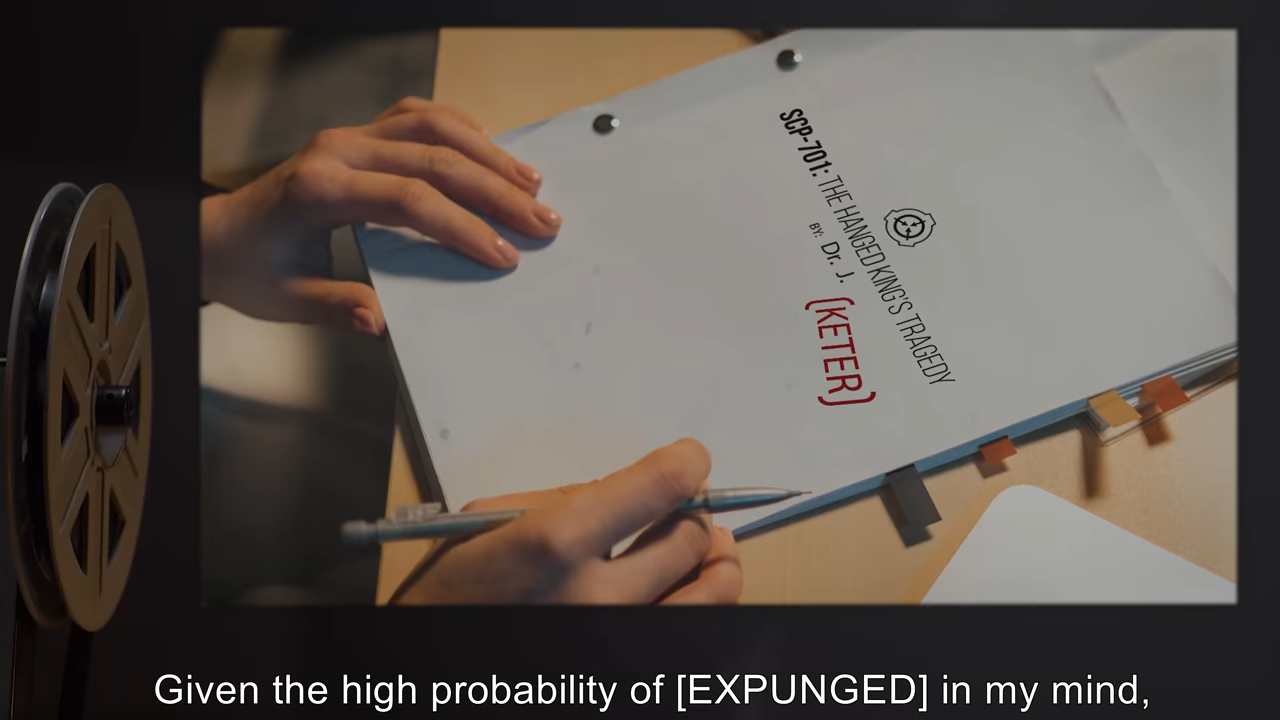 SCP-701: THE HANGED KING'S TRAGEDY
BY: Dr. J.
{KETER}
Given the high probability of [EXPUNGED] in my mind,